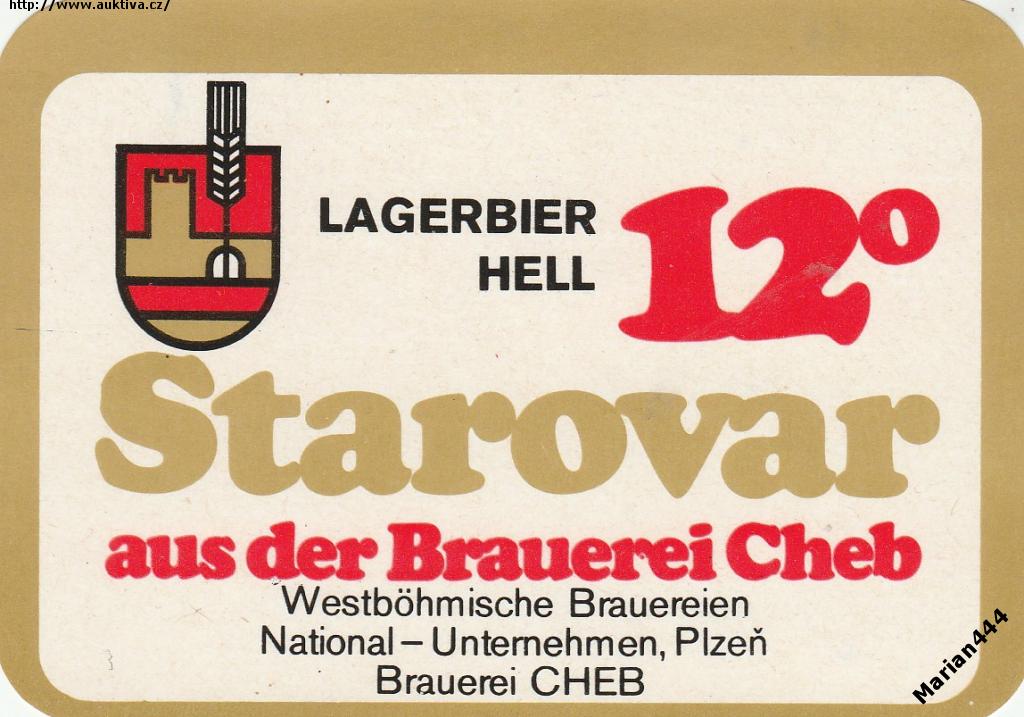 http://www.auktiva.cz/
LAGERBIER
HELL
12º
Starovar
aus der Brauerei Cheb
Westböhmische Brauereien
National – Unternehmen, Plzeň
Brauerei CHEB
Marian444